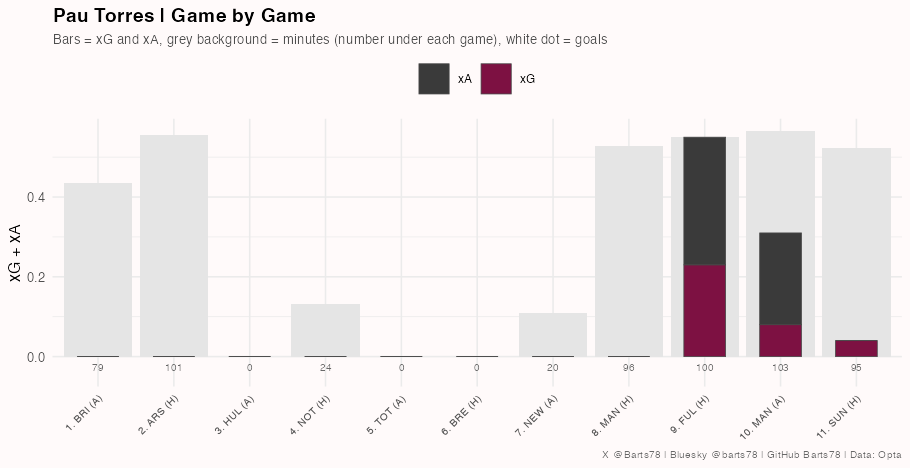 Pau Torres | Game by Game
Bars = xG and xA, grey background = minutes (number under each game), white dot = goals
xA xG
xG + xA
0.4
0.2
0.0
79 101 0 24 0 0 20 96 100 103 95
1. BRI (A) 2. ARS (H) 3. HUL (A) 4. NOT (H) 5. TOT (A) 6. BRE (H) 7. NEW (A) 8. MAN (H) 9. FUL (H) 10. MAN (A) 11. SUN (H)
X @Barts78 | Bluesky @barts78 | GitHub Barts78 | Data: Opta